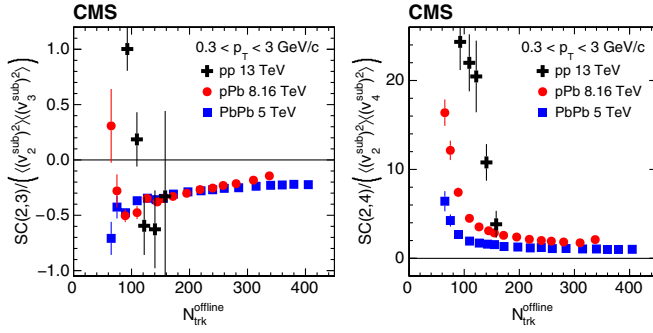 CMS
0.3 < p_T < 3 GeV/c
pp 13 TeV
pPb 8.16 TeV
PbPb 5 TeV
SC(2,3)/(⟨(v_2^sub)^2⟩⟨(v_3^sub)^2⟩)
1.0
0.5
0.0
−0.5
−1.0
0 100 200 300 400
N_trk^offline
CMS
0.3 < p_T < 3 GeV/c
pp 13 TeV
pPb 8.16 TeV
PbPb 5 TeV
SC(2,4)/(⟨(v_2^sub)^2⟩⟨(v_4^sub)^2⟩)
20
10
0
0 100 200 300 400
N_trk^offline